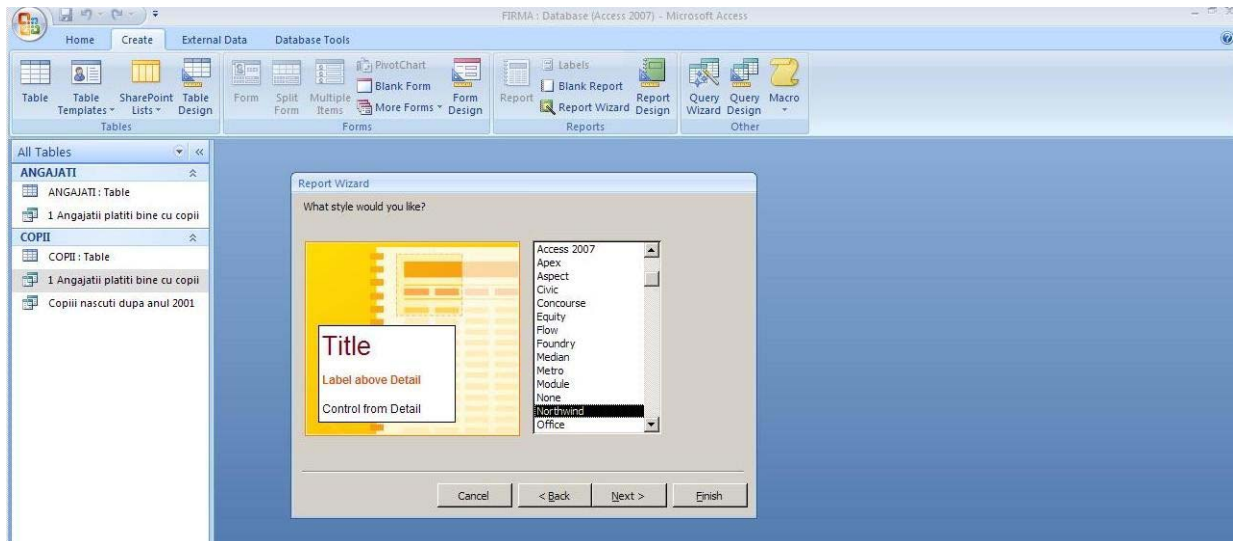 FIRMA : Database (Access 2007) - Microsoft Access
Home Create External Data Database Tools
Table
Table Templates
SharePoint Lists
Table Design
Tables
Form
Split Form
Multiple Items
PivotChart
Blank Form
More Forms
Form Design
Forms
Report
Labels
Blank Report
Report Wizard
Report Design
Reports
Query Wizard
Query Design
Macro
Other
All Tables
ANGAJATI
ANGAJATI : Table
1 Angajatii platiti bine cu copii
COPII
COPII : Table
1 Angajatii platiti bine cu copii
Copiii nascuti dupa anul 2001
Report Wizard
What style would you like?
Title
Label above Detail
Control from Detail
Access 2007
Apex
Aspect
Civic
Concourse
Equity
Flow
Foundry
Median
Metro
Module
None
Northwind
Office
Cancel
< Back
Next >
Finish